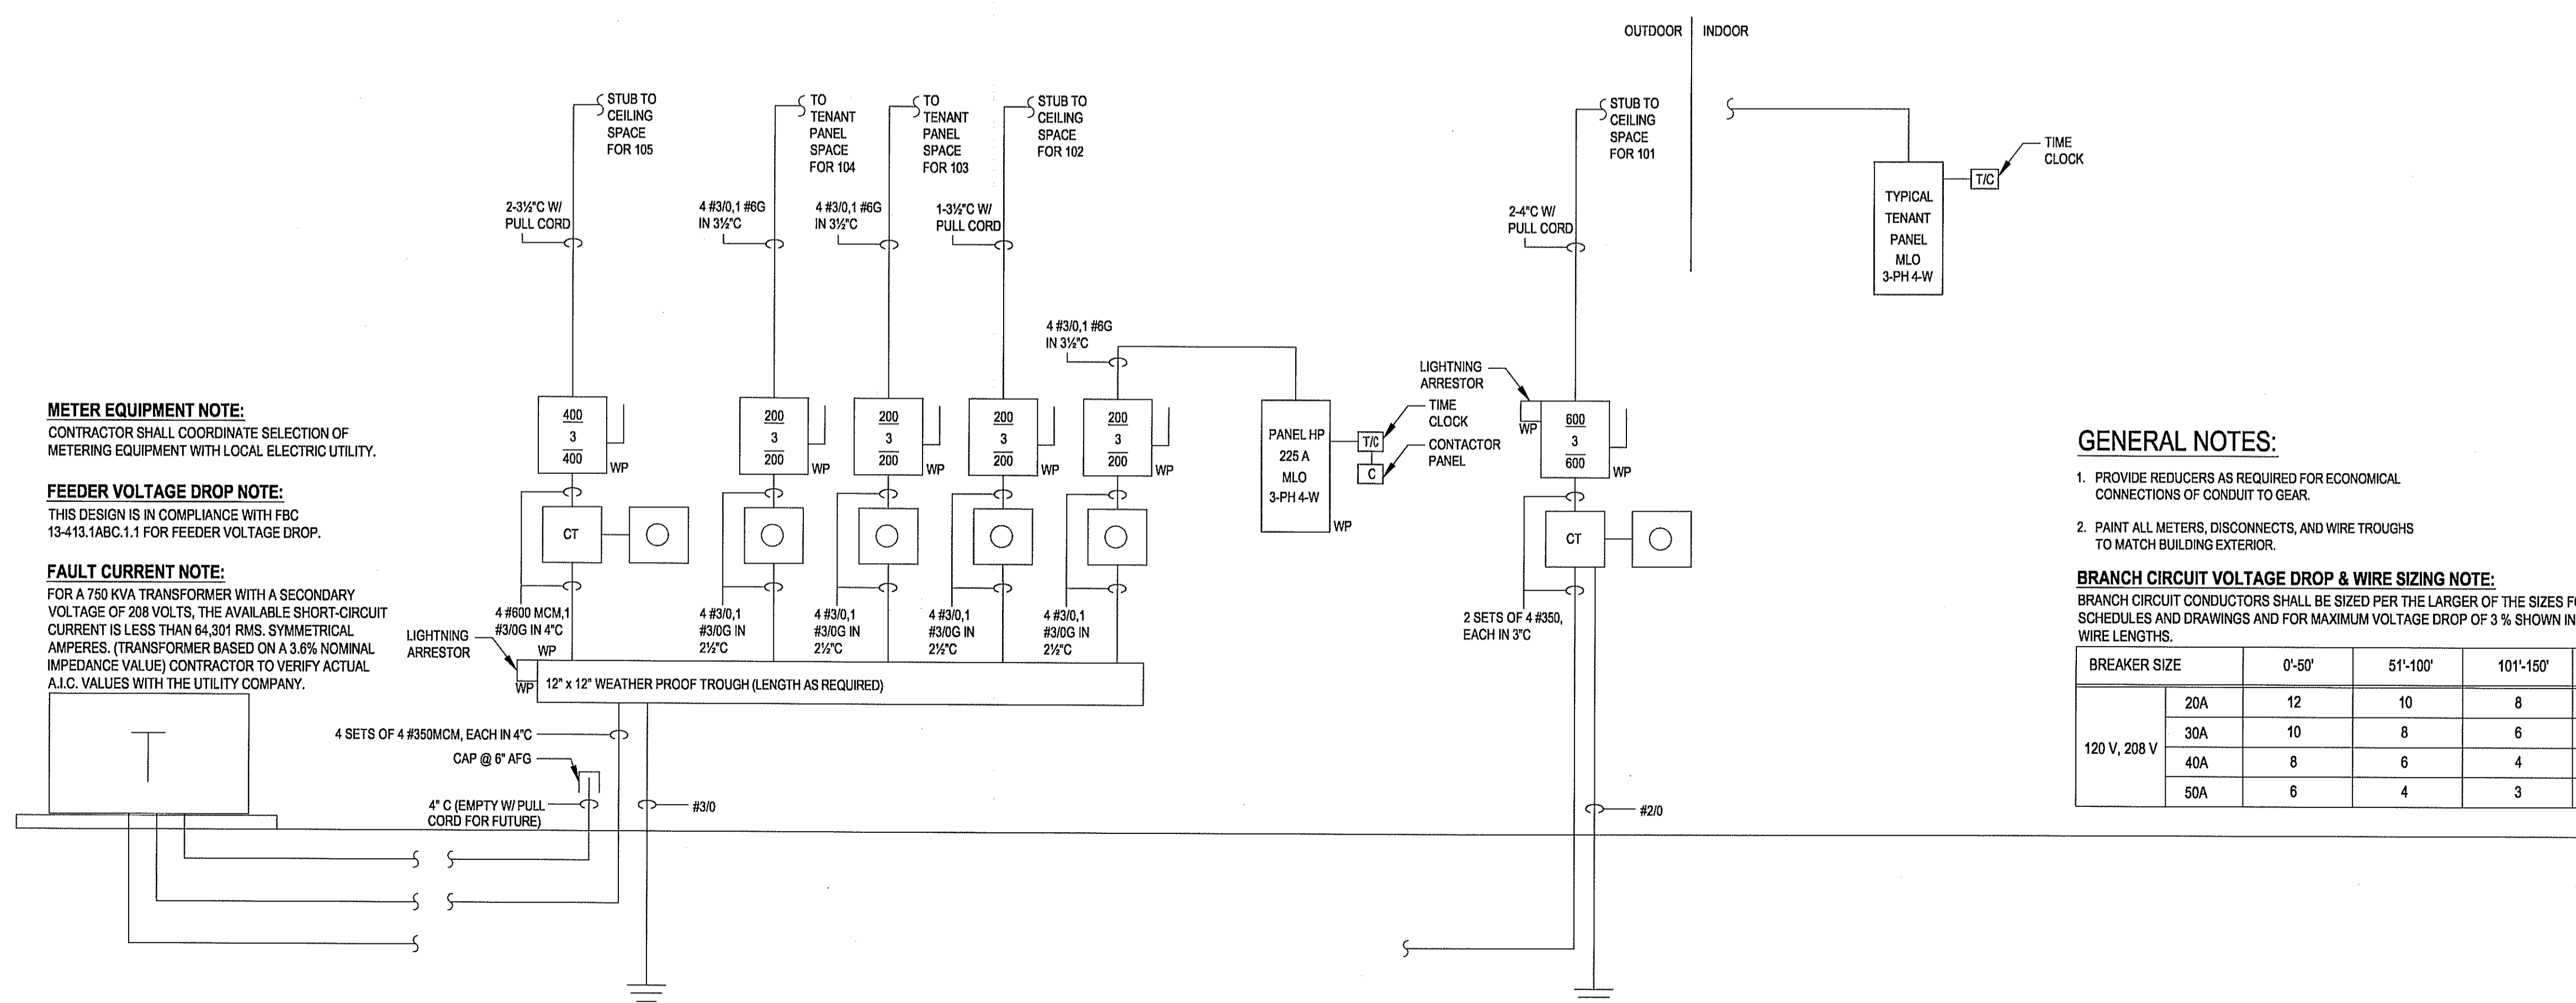 OUTDOOR
INDOOR
STUB TO
CEILING
SPACE
FOR 105
TO
TENANT
PANEL
SPACE
FOR 104
TO
TENANT
PANEL
SPACE
FOR 103
STUB TO
CEILING
SPACE
FOR 102
STUB TO
CEILING
SPACE
FOR 101
TIME
CLOCK
T/C
TYPICAL
TENANT
PANEL
MLO
3-PH 4-W
2-3½"C W/
PULL CORD
4 #3/0,1 #6G
IN 3½"C
4 #3/0,1 #6G
IN 3½"C
1-3½"C W/
PULL CORD
2-4"C W/
PULL CORD
4 #3/0,1 #6G
IN 3½"C
METER EQUIPMENT NOTE:
CONTRACTOR SHALL COORDINATE SELECTION OF
METERING EQUIPMENT WITH LOCAL ELECTRIC UTILITY.
FEEDER VOLTAGE DROP NOTE:
THIS DESIGN IS IN COMPLIANCE WITH FBC
13-413.1ABC.1.1 FOR FEEDER VOLTAGE DROP.
FAULT CURRENT NOTE:
FOR A 750 KVA TRANSFORMER WITH A SECONDARY
VOLTAGE OF 208 VOLTS, THE AVAILABLE SHORT-CIRCUIT
CURRENT IS LESS THAN 64,301 RMS. SYMMETRICAL
AMPERES. (TRANSFORMER BASED ON A 3.6% NOMINAL
IMPEDANCE VALUE) CONTRACTOR TO VERIFY ACTUAL
A.I.C. VALUES WITH THE UTILITY COMPANY.
400
3
400
WP
200
3
200
WP
200
3
200
WP
200
3
200
WP
200
3
200
WP
PANEL HP
225 A
MLO
3-PH 4-W
WP
T/C
C
TIME
CLOCK
CONTACTOR
PANEL
LIGHTNING
ARRESTOR
WP
600
3
600
WP
CT
CT
4 #600 MCM,1
#3/0G IN 4"C
4 #3/0,1
#3/0G IN
2½"C
4 #3/0,1
#3/0G IN
2½"C
4 #3/0,1
#3/0G IN
2½"C
4 #3/0,1
#3/0G IN
2½"C
2 SETS OF 4 #350,
EACH IN 3"C
LIGHTNING
ARRESTOR
WP
WP
12" x 12" WEATHER PROOF TROUGH (LENGTH AS REQUIRED)
T
4 SETS OF 4 #350MCM, EACH IN 4"C
CAP @ 6" AFG
4" C (EMPTY W/ PULL
CORD FOR FUTURE)
#3/0
#2/0
GENERAL NOTES:
1. PROVIDE REDUCERS AS REQUIRED FOR ECONOMICAL
CONNECTIONS OF CONDUIT TO GEAR.
2. PAINT ALL METERS, DISCONNECTS, AND WIRE TROUGHS
TO MATCH BUILDING EXTERIOR.
BRANCH CIRCUIT VOLTAGE DROP & WIRE SIZING NOTE:
BRANCH CIRCUIT CONDUCTORS SHALL BE SIZED PER THE LARGER OF THE SIZES
SCHEDULES AND DRAWINGS AND FOR MAXIMUM VOLTAGE DROP OF 3 % SHOWN IN
WIRE LENGTHS.
BREAKER SIZE 0'-50' 51'-100' 101'-150'
120 V, 208 V
20A 12 10 8
30A 10 8 6
40A 8 6 4
50A 6 4 3